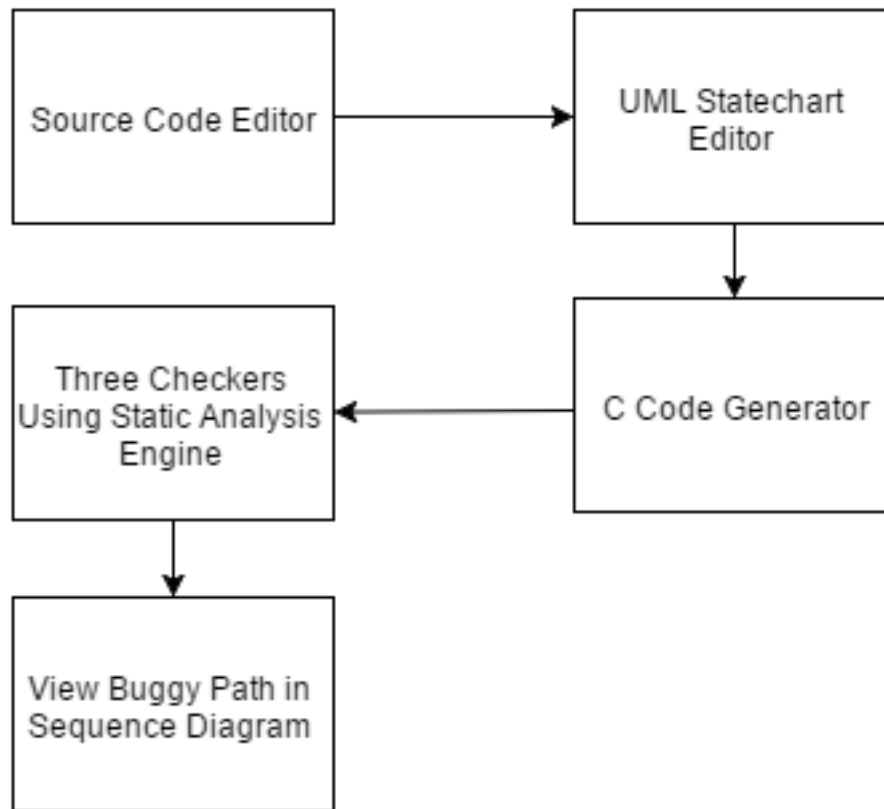 Source Code Editor
UML Statechart
Editor
C Code Generator
Three Checkers
Using Static Analysis
Engine
View Buggy Path in
Sequence Diagram